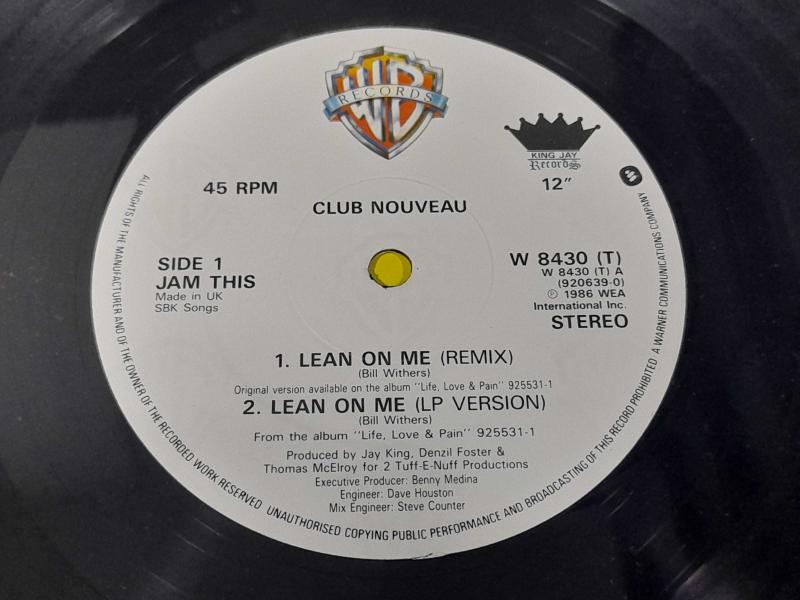 WB
RECORDS
KING JAY
Records
45 RPM
12"
CLUB NOUVEAU
SIDE 1
JAM THIS
Made in UK
SBK Songs
W 8430 (T)
W 8430 (T) A
(920639-0)
℗ 1986 WEA
International Inc.
STEREO
1. LEAN ON ME (REMIX)
(Bill Withers)
Original version available on the album "Life, Love & Pain" 925531-1
2. LEAN ON ME (LP VERSION)
(Bill Withers)
From the album "Life, Love & Pain" 925531-1
Produced by Jay King, Denzil Foster &
Thomas McElroy for 2 Tuff-E-Nuff Productions
Executive Producer: Benny Medina
Engineer: Dave Houston
Mix Engineer: Steve Counter
ALL RIGHTS OF THE MANUFACTURER AND OF THE OWNER OF THE RECORDED WORK RESERVED UNAUTHORISED COPYING PUBLIC PERFORMANCE AND BROADCASTING OF THIS RECORD PROHIBITED A WARNER COMMUNICATIONS COMPANY